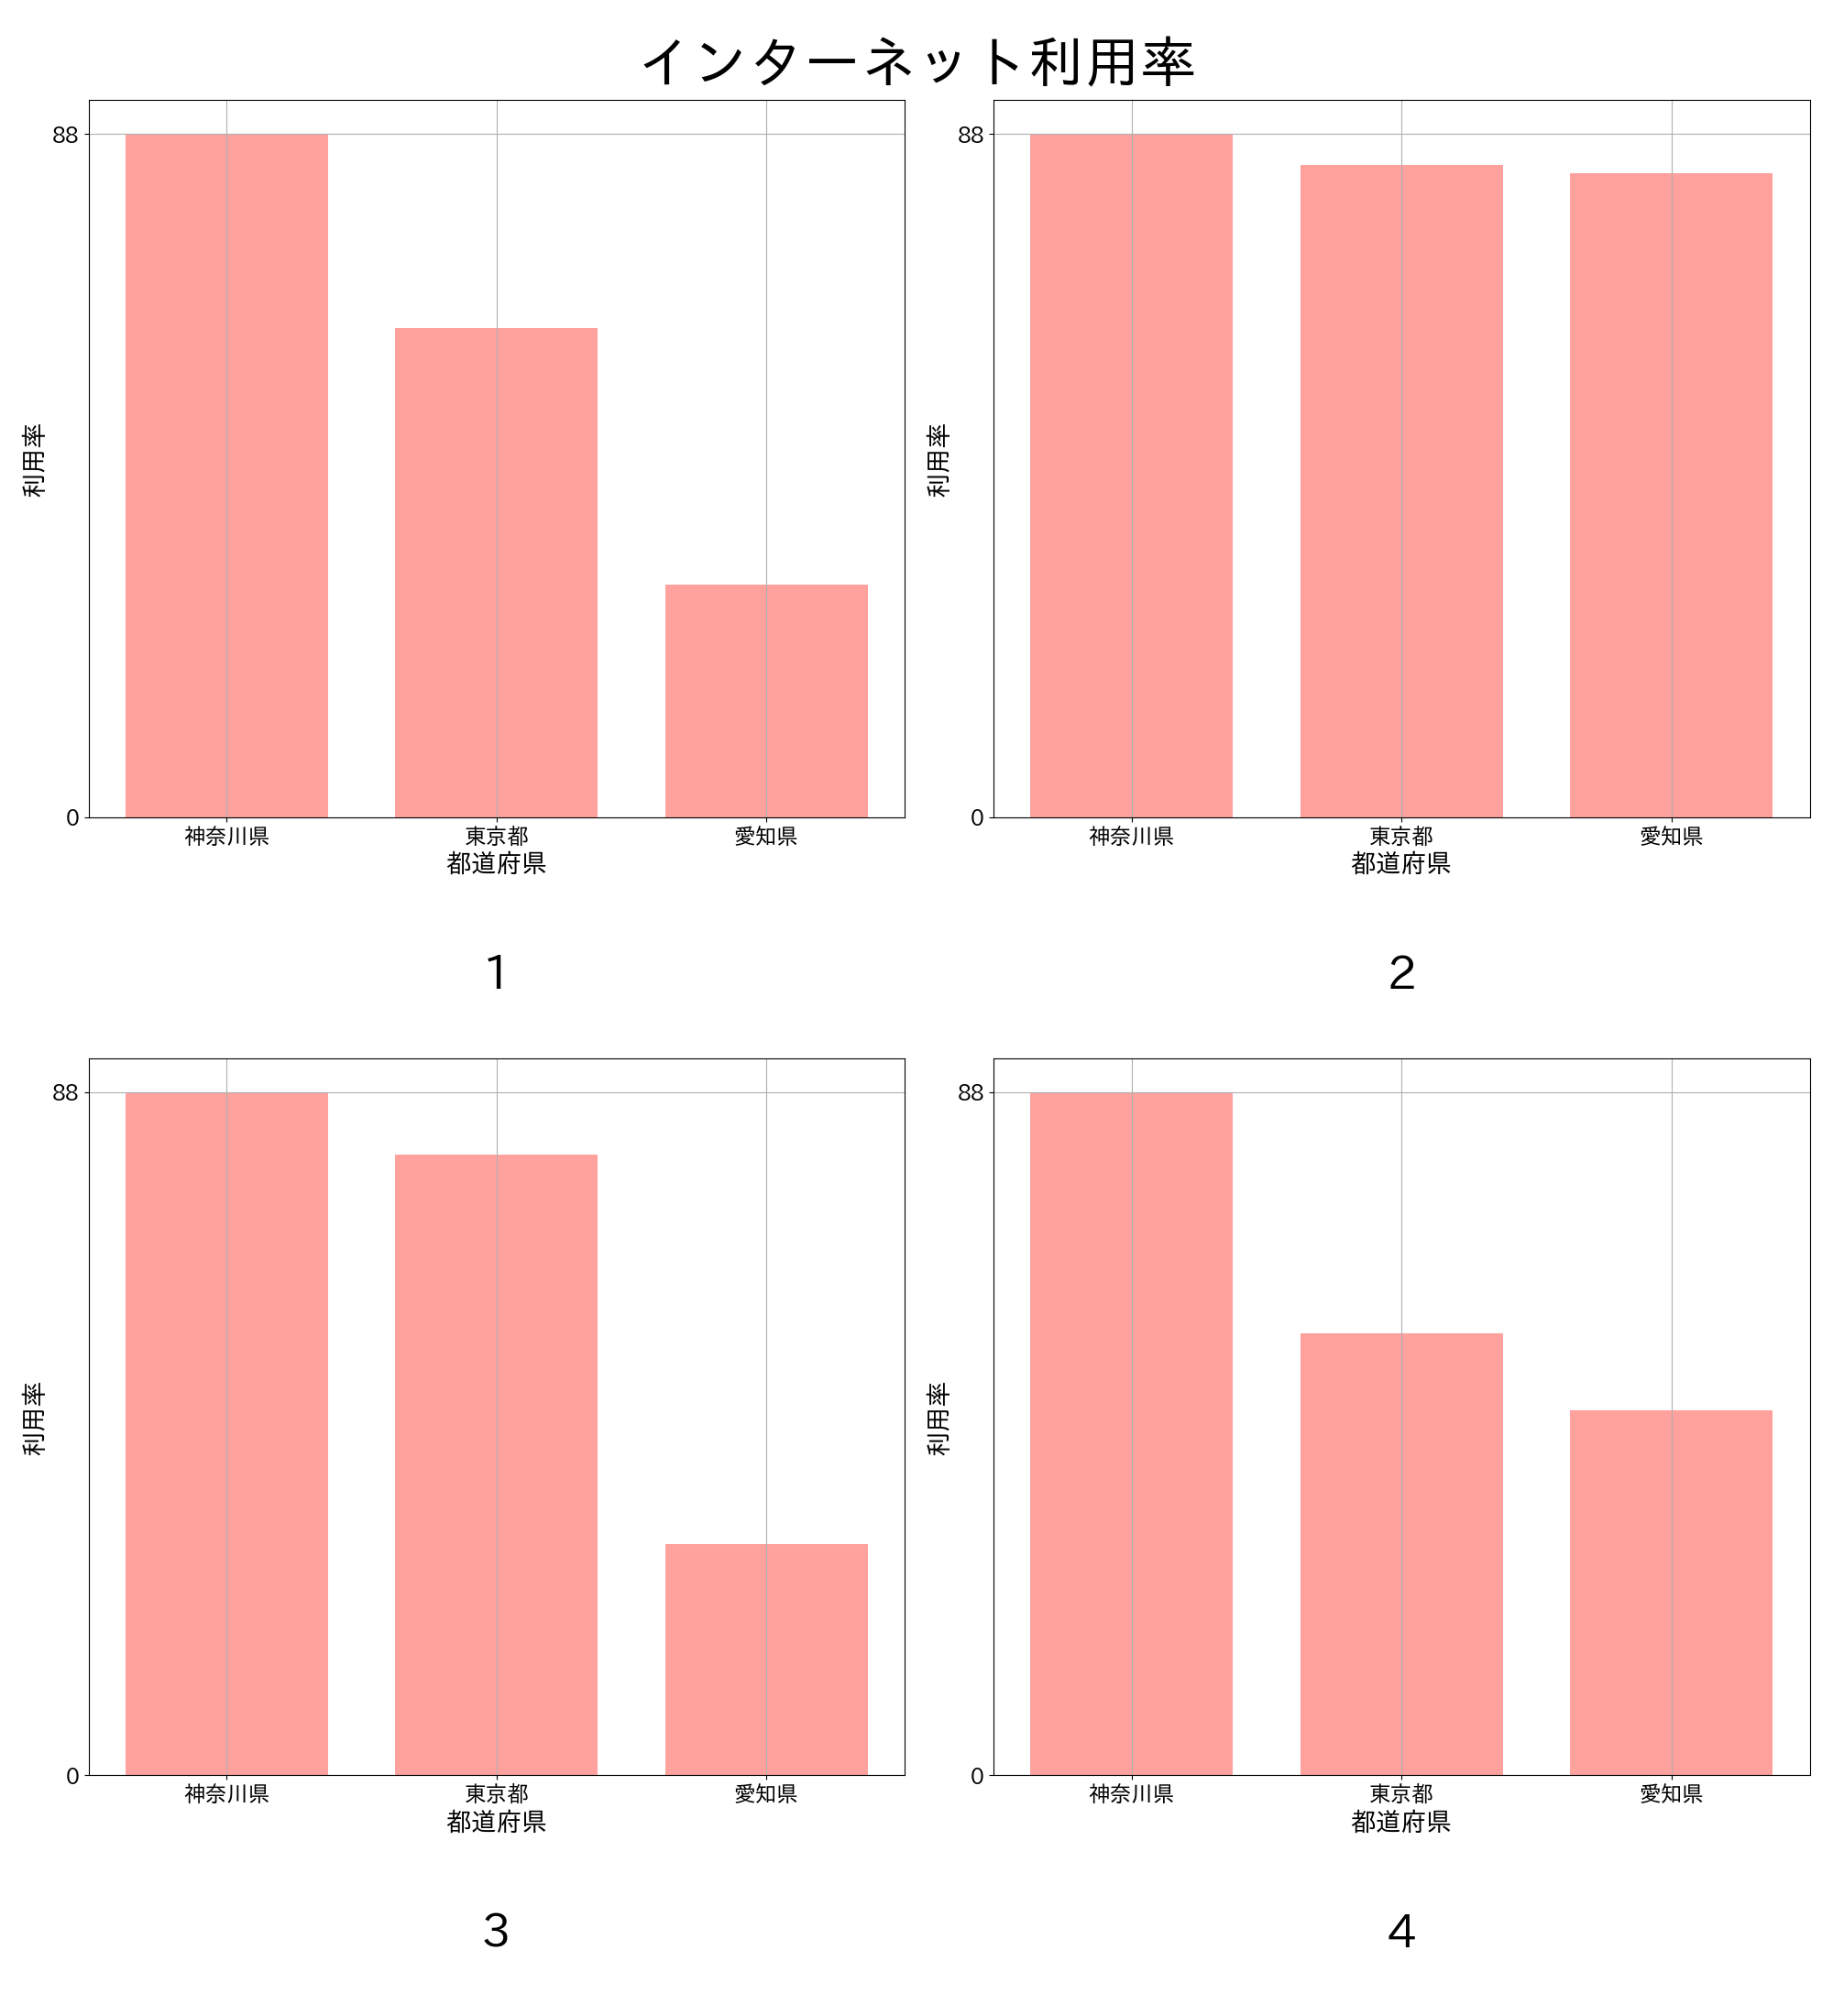 インターネット利用率
88
0
利用率
神奈川県 東京都 愛知県
都道府県
1
88
0
利用率
神奈川県 東京都 愛知県
都道府県
2
88
0
利用率
神奈川県 東京都 愛知県
都道府県
3
88
0
利用率
神奈川県 東京都 愛知県
都道府県
4